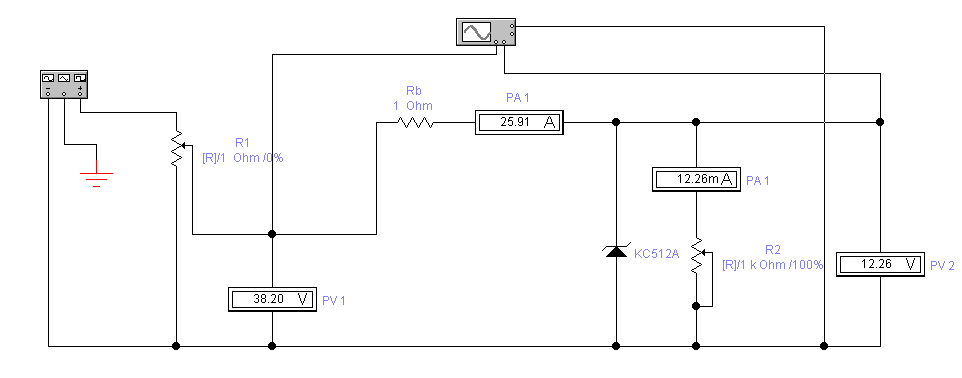 Rb
1 Ohm
PA 1
25.91 A
R1
[R]/1 Ohm /0%
12.26m A
PA 1
KC512A
R2
[R]/1 k Ohm /100%
12.26 V
PV 2
38.20 V
PV 1